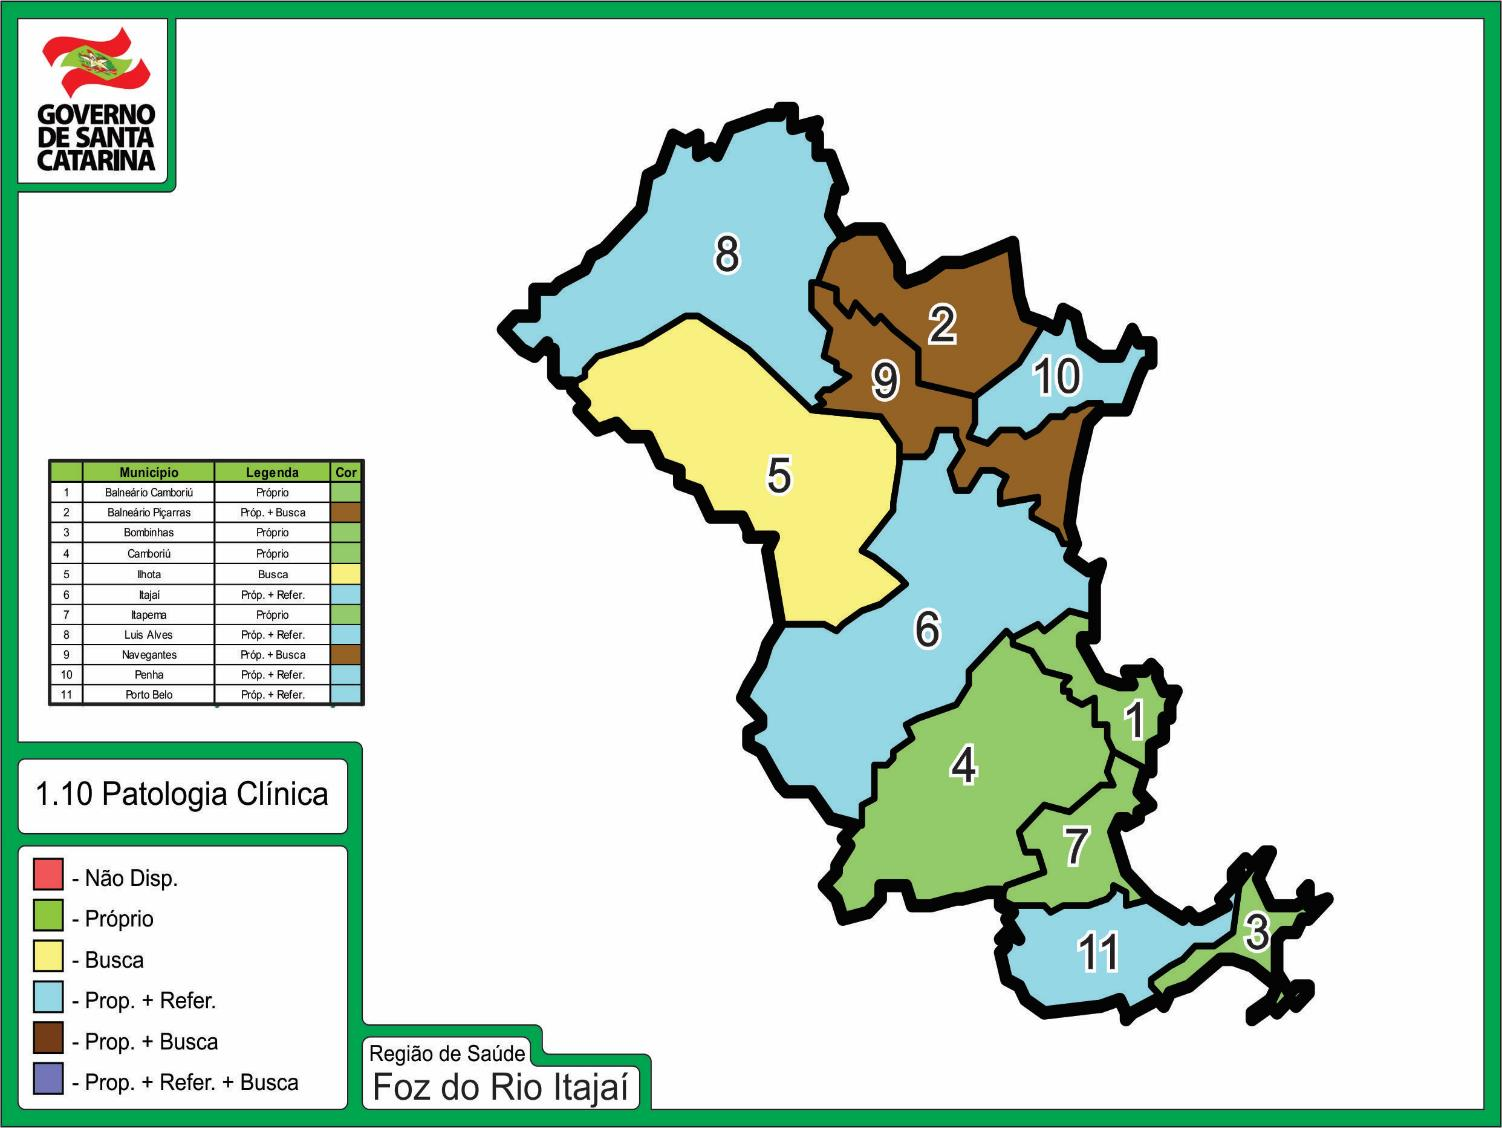 GOVERNO
DE SANTA
CATARINA
8
2
10
9
5
6
1
4
7
3
11
Município Legenda Cor
1 Balneário Camboriú Próprio
2 Balneário Piçarras Próp. + Busca
3 Bombinhas Próprio
4 Camboriú Próprio
5 Ilhota Busca
6 Itajaí Próp. + Refer.
7 Itapema Próprio
8 Luis Alves Próp. + Refer.
9 Navegantes Próp. + Busca
10 Penha Próp. + Refer.
11 Porto Belo Próp. + Refer.
1.10 Patologia Clínica
- Não Disp.
- Próprio
- Busca
- Prop. + Refer.
- Prop. + Busca
- Prop. + Refer. + Busca
Região de Saúde
Foz do Rio Itajaí